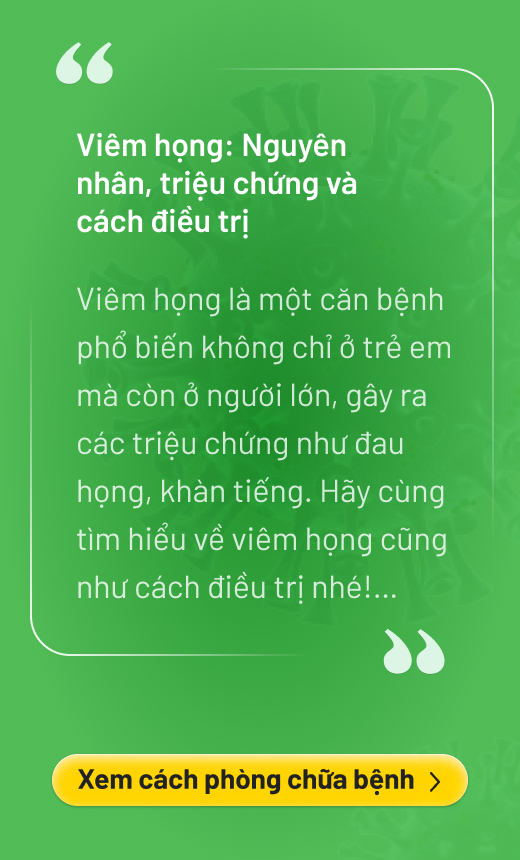 Viêm họng: Nguyên
nhân, triệu chứng và
cách điều trị
Viêm họng là một căn bệnh
phổ biến không chỉ ở trẻ em
mà còn ở người lớn, gây ra
các triệu chứng như đau
họng, khàn tiếng. Hãy cùng
tìm hiểu về viêm họng cũng
như cách điều trị nhé!...
Xem cách phòng chữa bệnh